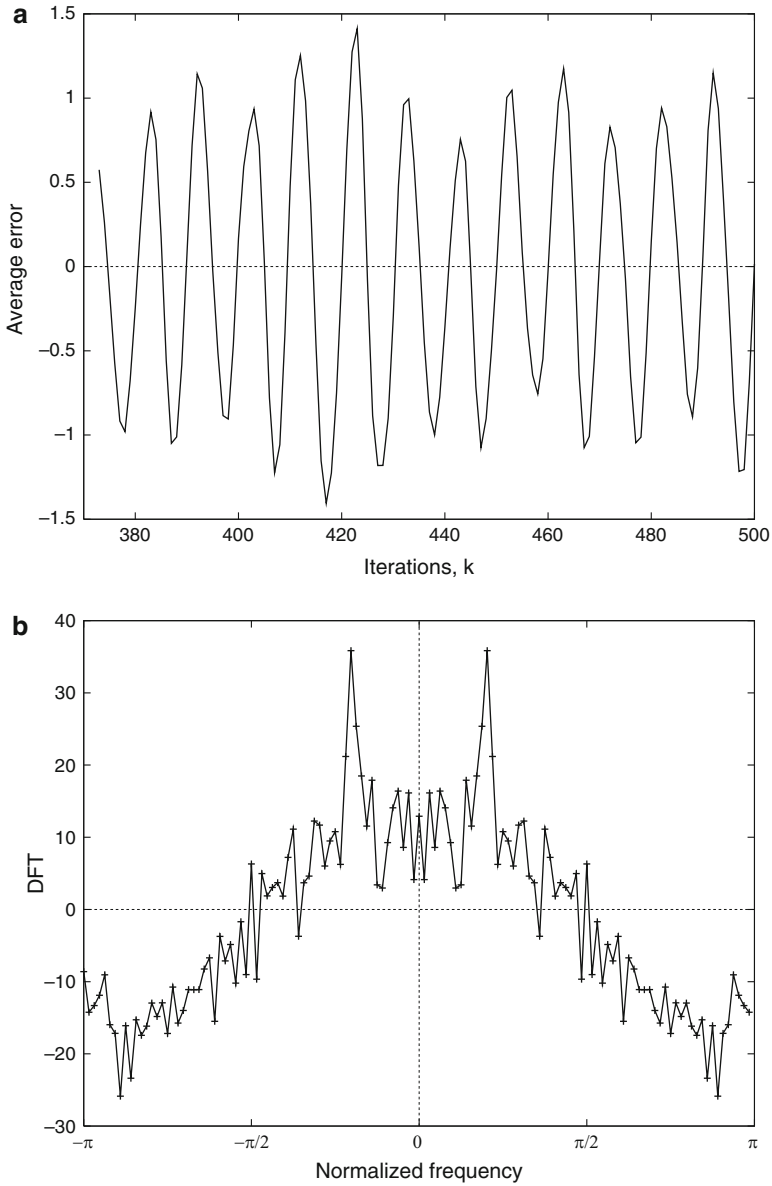 a
1.5
1
0.5
0
−0.5
−1
−1.5
Average error
380 400 420 440 460 480 500
Iterations, k
b
40
30
20
10
0
−10
−20
−30
DFT
−π −π/2 0 π/2 π
Normalized frequency